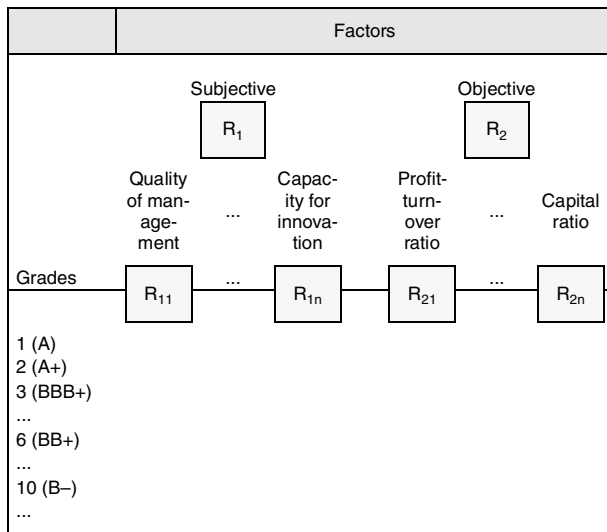 Factors
Subjective Objective
R1 R2
Quality of man-age-ment ... Capac-ity for innova-tion Profit-turn-over ratio ... Capital ratio
Grades R11 ... R1n R21 ... R2n
1 (A)
2 (A+)
3 (BBB+)
...
6 (BB+)
...
10 (B–)
...